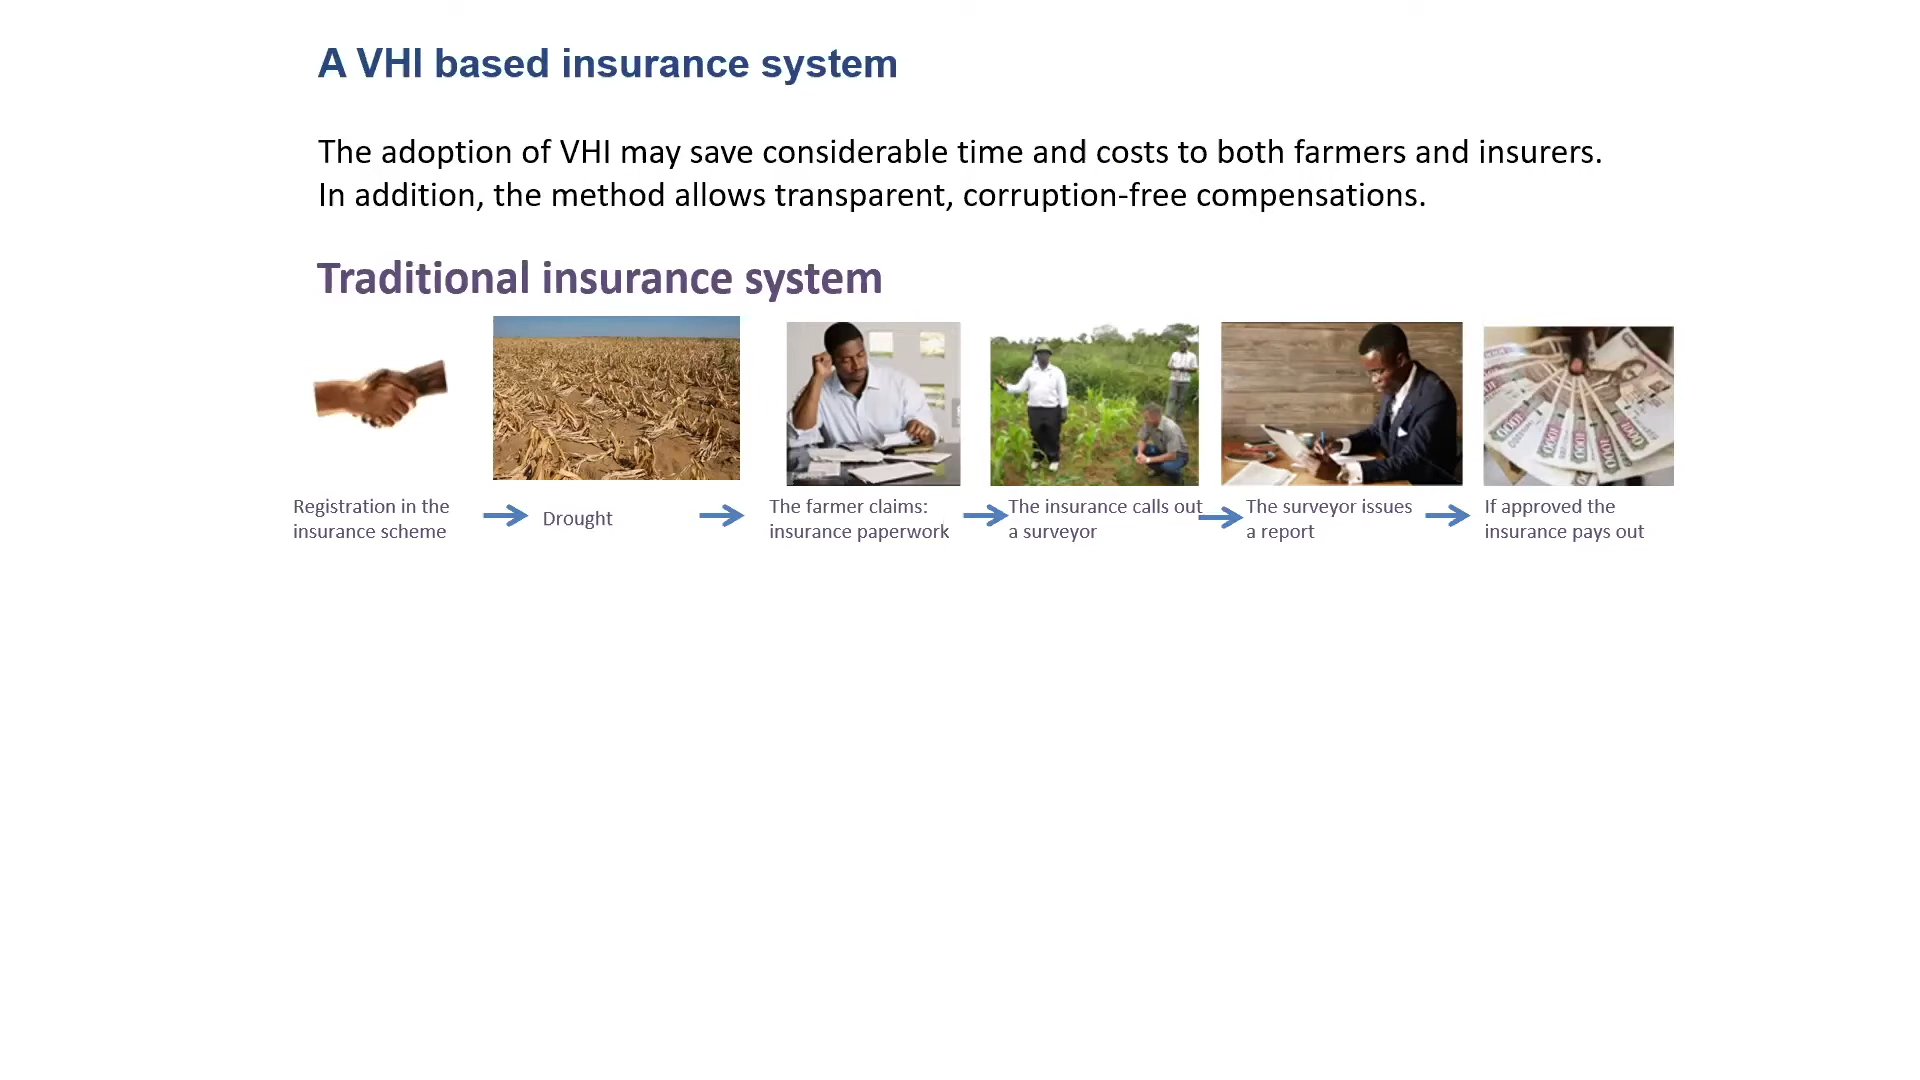 A VHI based insurance system
The adoption of VHI may save considerable time and costs to both farmers and insurers.
In addition, the method allows transparent, corruption-free compensations.
Traditional insurance system
Registration in the
insurance scheme
Drought
The farmer claims:
insurance paperwork
The insurance calls out
a surveyor
The surveyor issues
a report
If approved the
insurance pays out